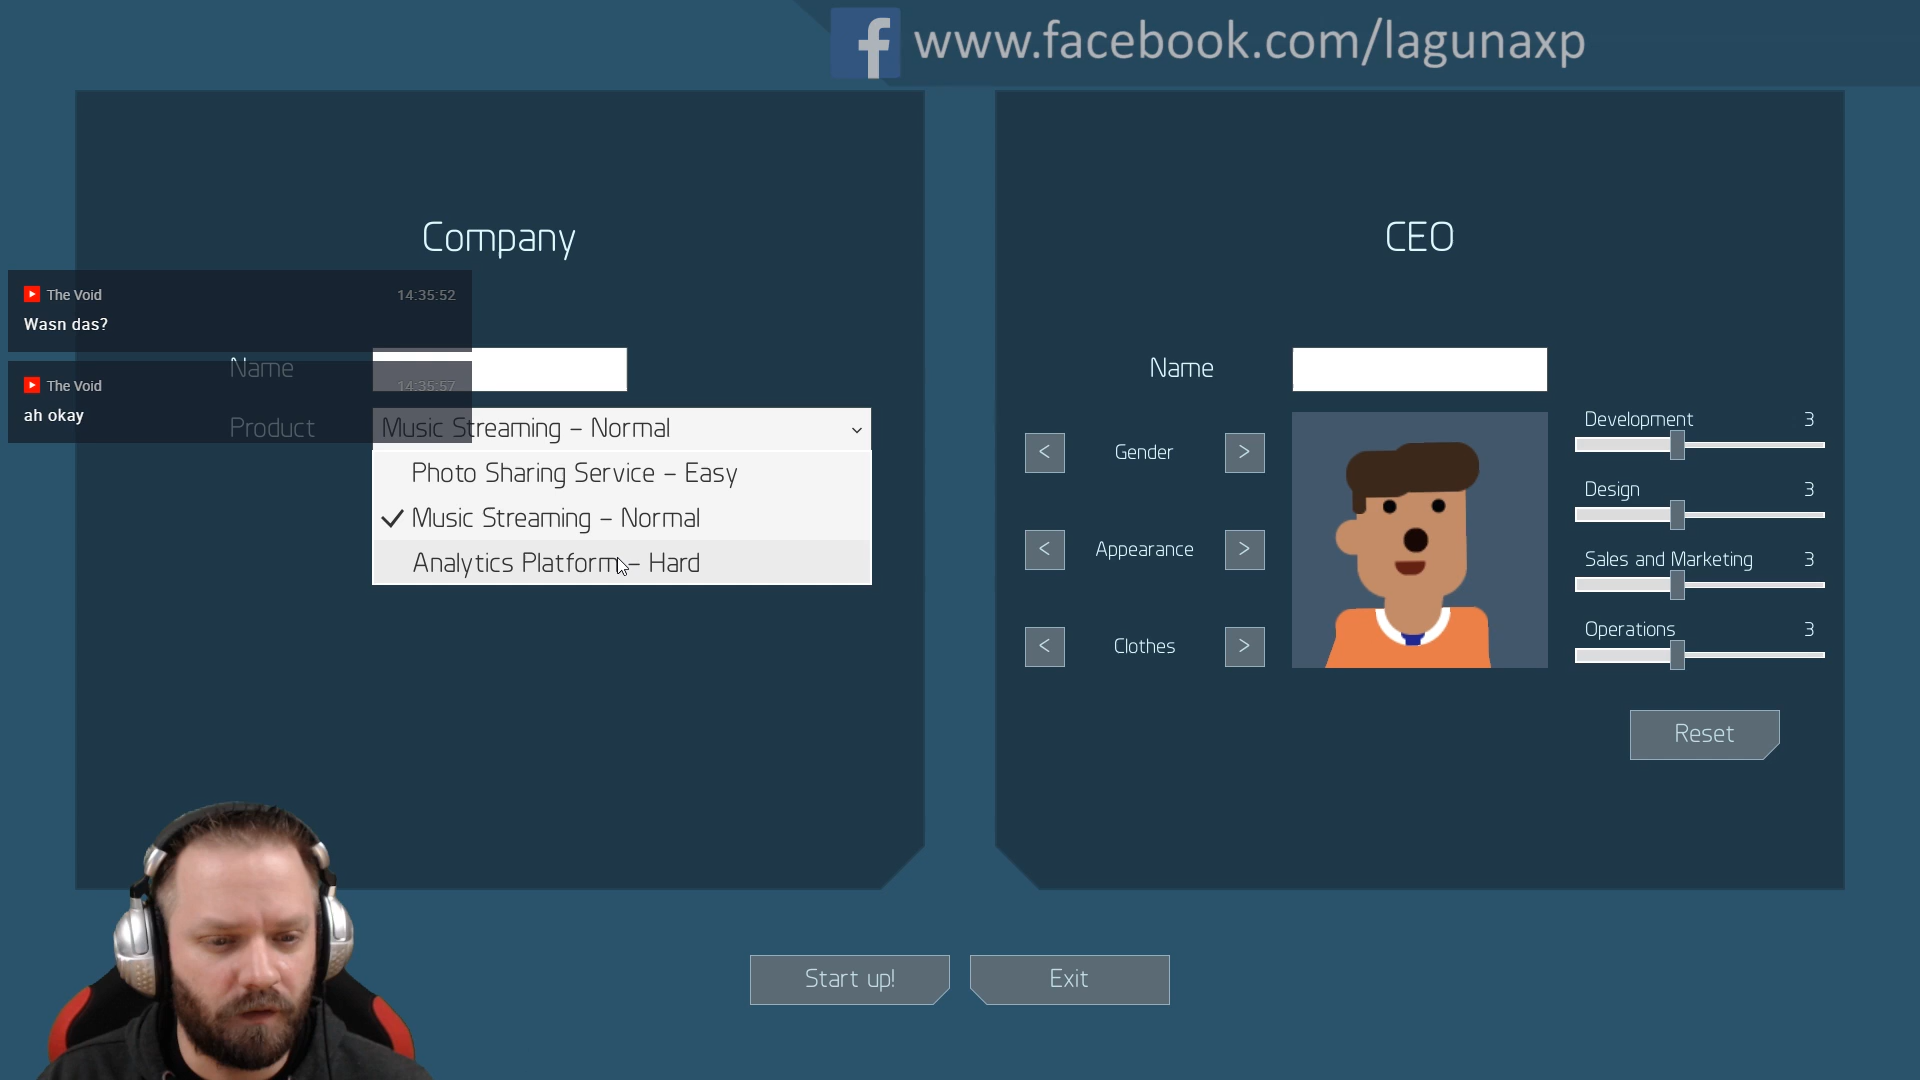 www.facebook.com/lagunaxp
Company
The Void 14:35:52
Wasn das?
Name
The Void 14:35:57
ah okay
Product
Music Streaming – Normal
Photo Sharing Service – Easy
Music Streaming – Normal
Analytics Platform – Hard
CEO
Name
< Gender >
< Appearance >
< Clothes >
Development 3
Design 3
Sales and Marketing 3
Operations 3
Reset
Start up!
Exit